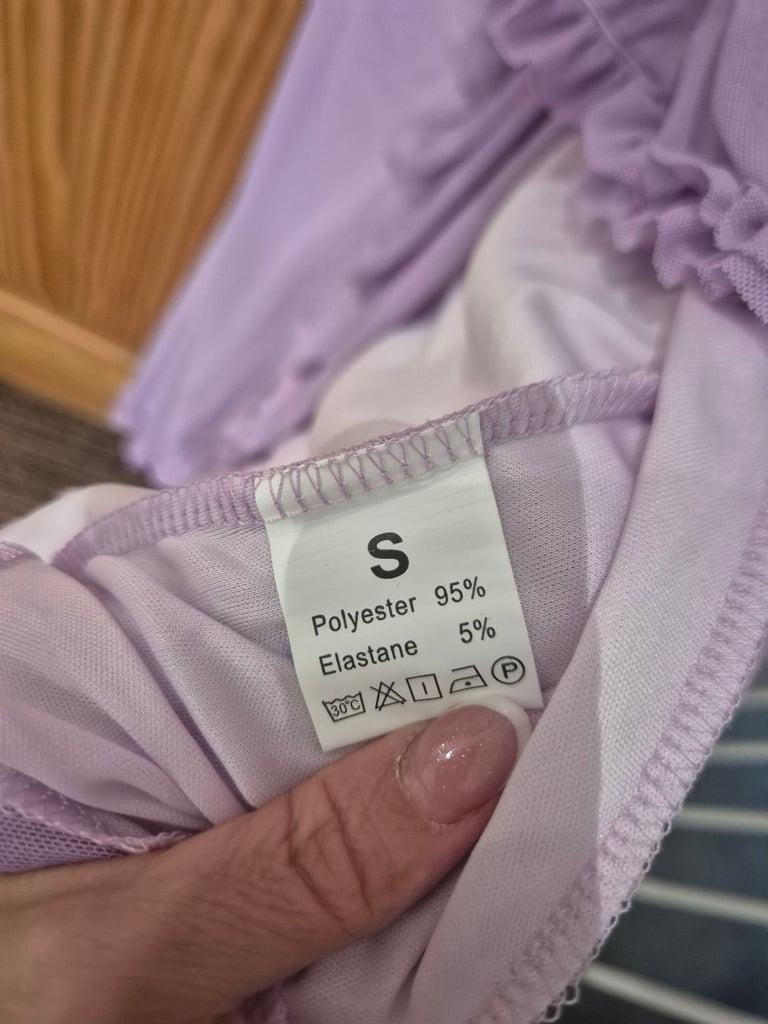 S
Polyester 95%
Elastane 5%
30°C P